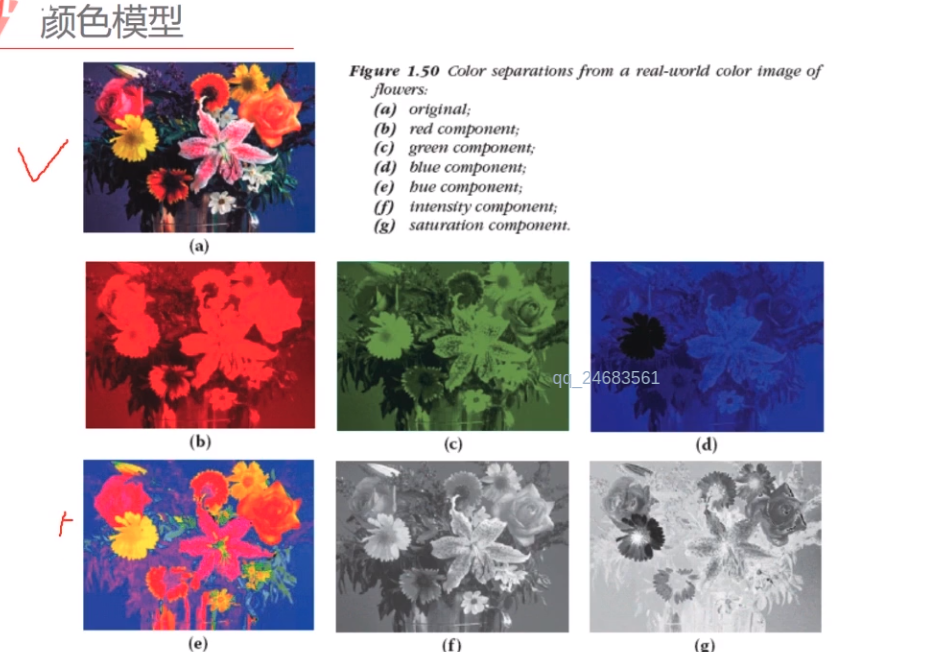 颜色模型
Figure 1.50 Color separations from a real-world color image of
flowers:
(a) original;
(b) red component;
(c) green component;
(d) blue component;
(e) hue component;
(f) intensity component;
(g) saturation component.
(a)
(b)
(c)
(d)
qq_24683561
(e)
(f)
(g)